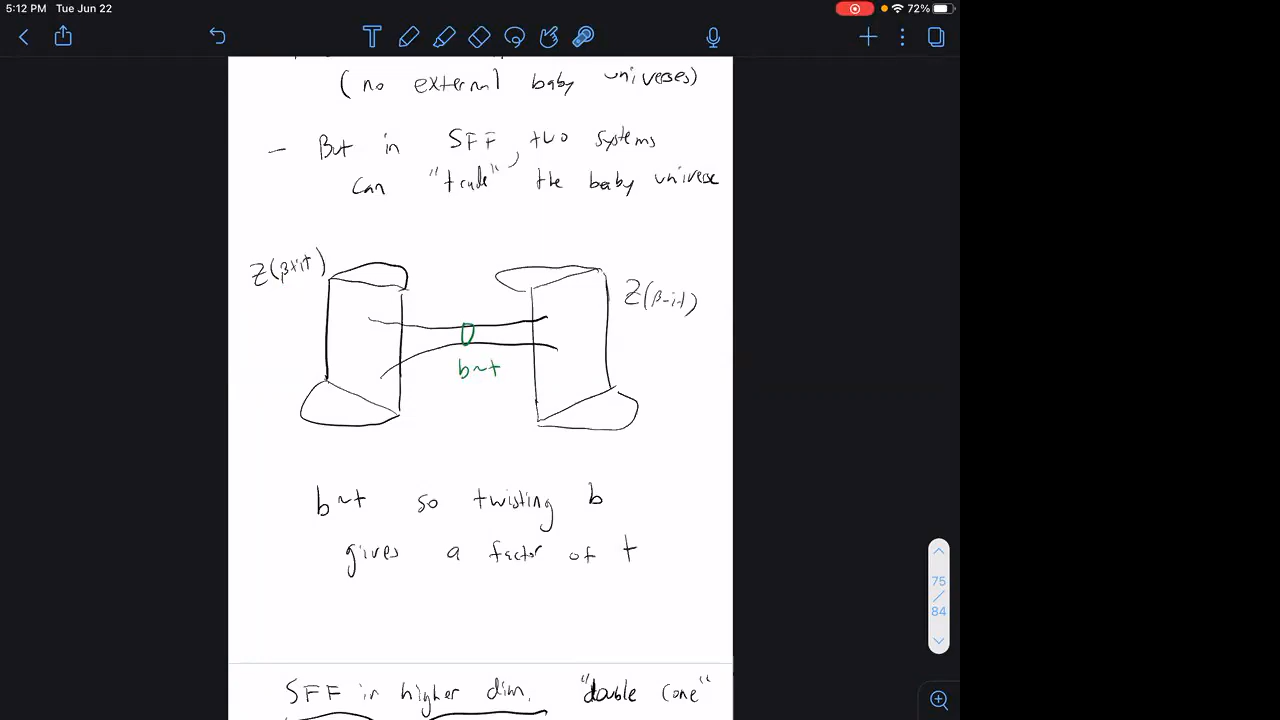 5:12 PM Tue Jun 22
72%
(no external baby universes)
- But in SFF, two systems
can "trade" the baby universe
Z(β+it)
Z(β-it)
b~t
b~t so twisting b
gives a factor of t
75
/
84
SFF in higher dim. "double cone"